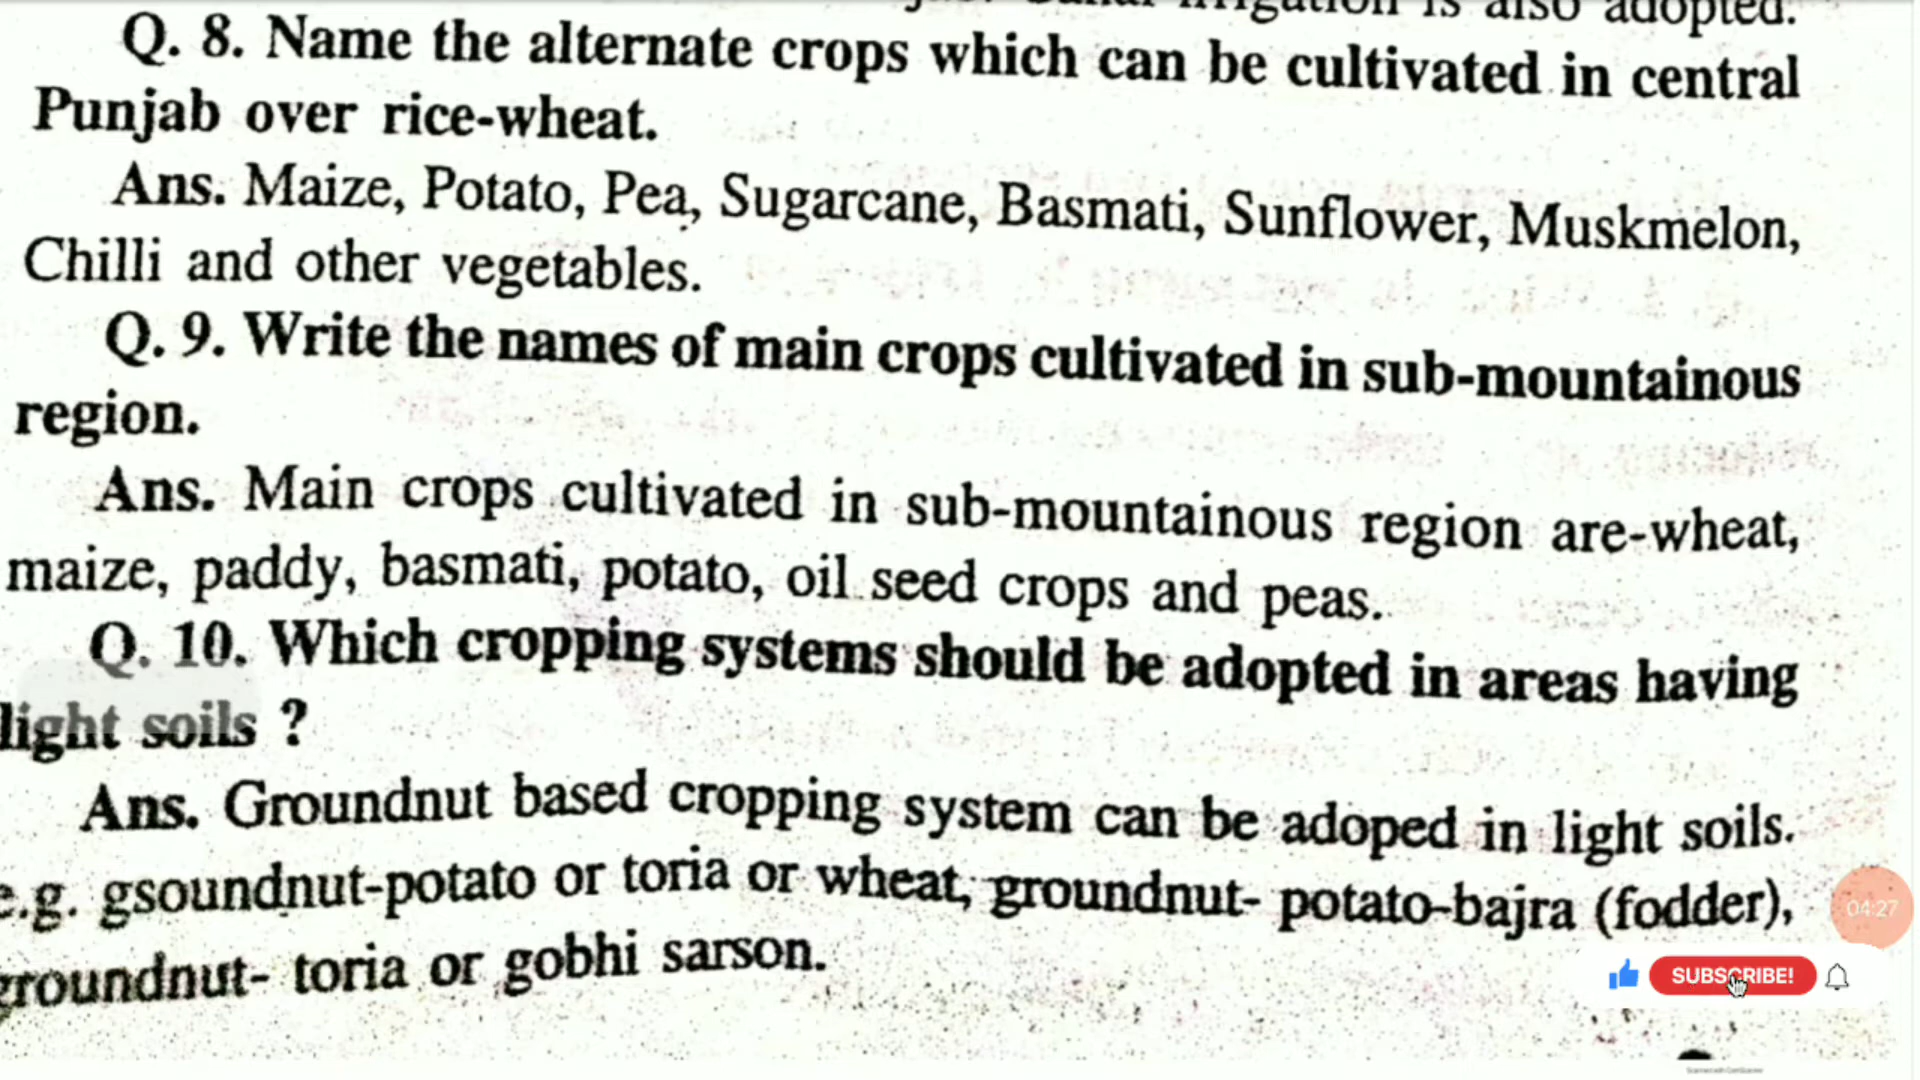 irrigation is also adopted.
Q. 8. Name the alternate crops which can be cultivated in central
Punjab over rice-wheat.
Ans. Maize, Potato, Pea, Sugarcane, Basmati, Sunflower, Muskmelon,
Chilli and other vegetables.
Q. 9. Write the names of main crops cultivated in sub-mountainous
region.
Ans. Main crops cultivated in sub-mountainous region are-wheat,
maize, paddy, basmati, potato, oil seed crops and peas.
Q. 10. Which cropping systems should be adopted in areas having
light soils ?
Ans. Groundnut based cropping system can be adoped in light soils.
e.g. gsoundnut-potato or toria or wheat, groundnut- potato-bajra (fodder),
groundnut- toria or gobhi sarson.
04:27
SUBSCRIBE!